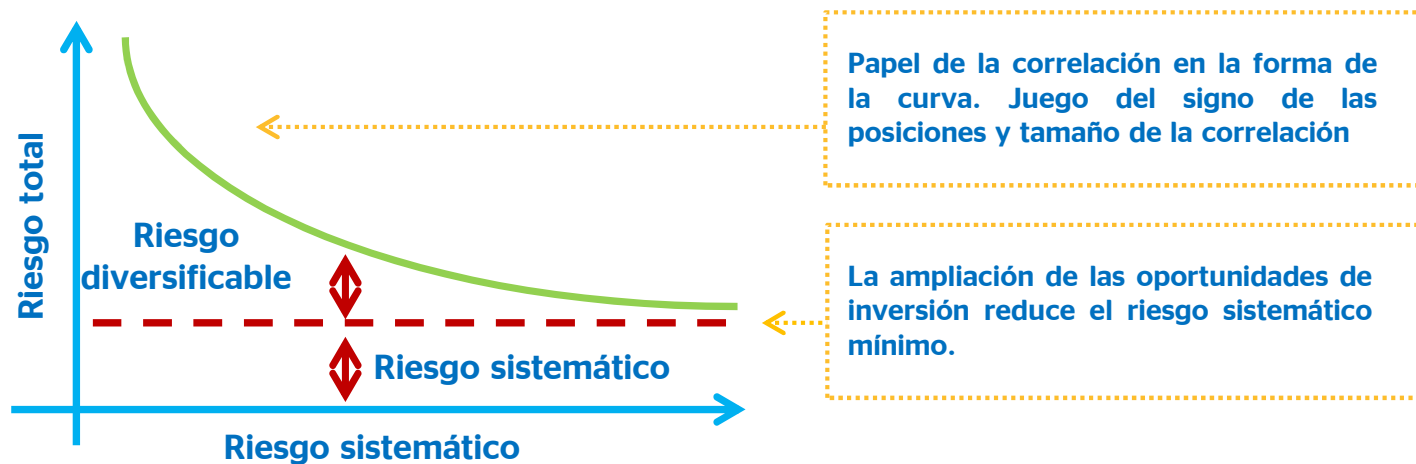 Riesgo total
Riesgo
diversificable
Riesgo sistemático
Riesgo sistemático
Papel de la correlación en la forma de
la curva. Juego del signo de las
posiciones y tamaño de la correlación
La ampliación de las oportunidades de
inversión reduce el riesgo sistemático
mínimo.